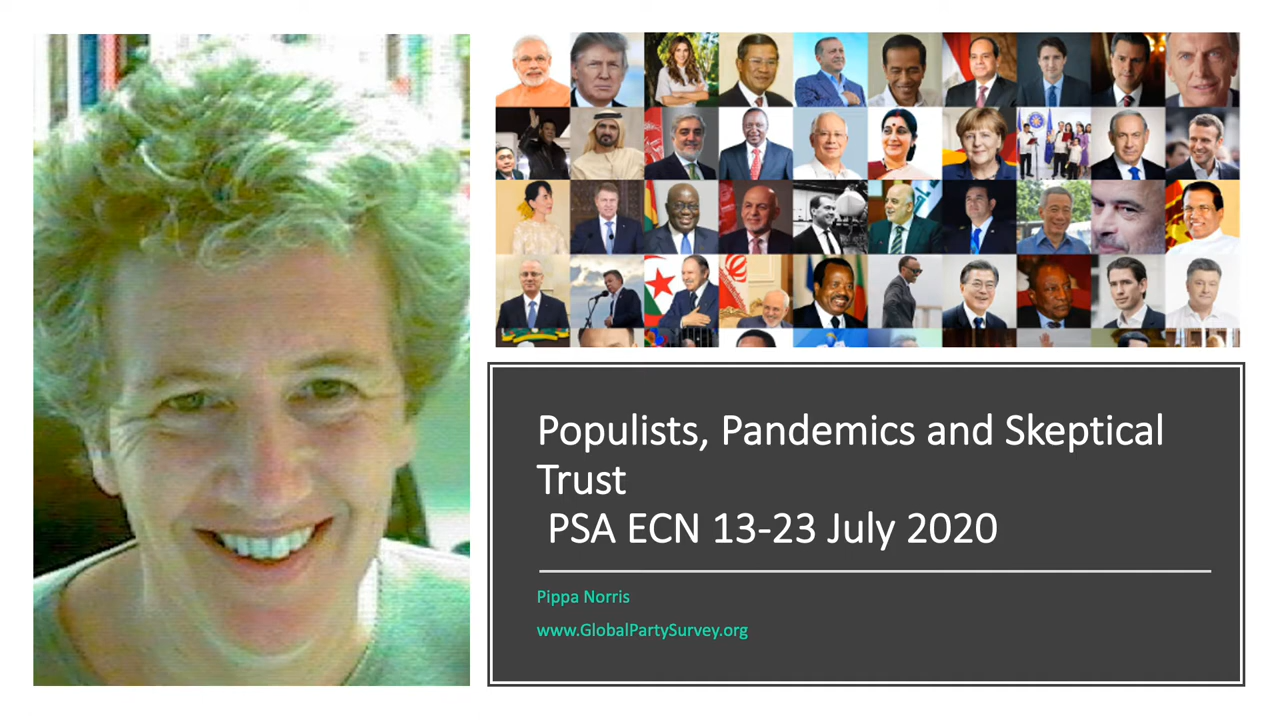 Populists, Pandemics and Skeptical
Trust
PSA ECN 13-23 July 2020
Pippa Norris
www.GlobalPartySurvey.org